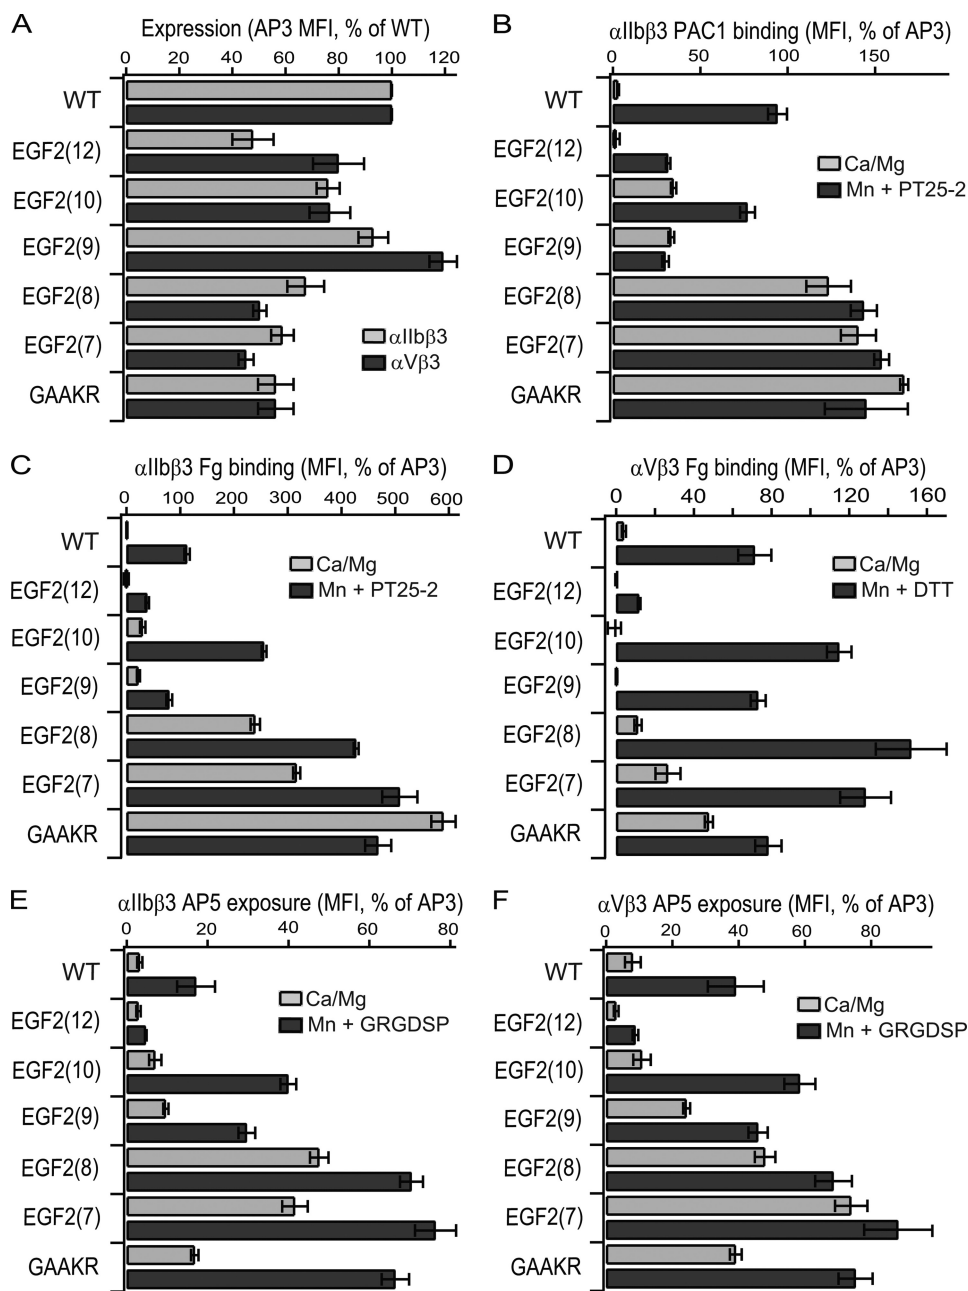 A
Expression (AP3 MFI, % of WT)
0 20 40 60 80 100 120
WT
EGF2(12)
EGF2(10)
EGF2(9)
EGF2(8)
EGF2(7)
GAAKR
αIIbβ3
αVβ3
B
αIIbβ3 PAC1 binding (MFI, % of AP3)
0 50 100 150
WT
EGF2(12)
EGF2(10)
EGF2(9)
EGF2(8)
EGF2(7)
GAAKR
Ca/Mg
Mn + PT25-2
C
αIIbβ3 Fg binding (MFI, % of AP3)
0 100 200 300 400 500 600
WT
EGF2(12)
EGF2(10)
EGF2(9)
EGF2(8)
EGF2(7)
GAAKR
Ca/Mg
Mn + PT25-2
D
αVβ3 Fg binding (MFI, % of AP3)
0 40 80 120 160
WT
EGF2(12)
EGF2(10)
EGF2(9)
EGF2(8)
EGF2(7)
GAAKR
Ca/Mg
Mn + DTT
E
αIIbβ3 AP5 exposure (MFI, % of AP3)
0 20 40 60 80
WT
EGF2(12)
EGF2(10)
EGF2(9)
EGF2(8)
EGF2(7)
GAAKR
Ca/Mg
Mn + GRGDSP
F
αVβ3 AP5 exposure (MFI, % of AP3)
0 20 40 60 80
WT
EGF2(12)
EGF2(10)
EGF2(9)
EGF2(8)
EGF2(7)
GAAKR
Ca/Mg
Mn + GRGDSP